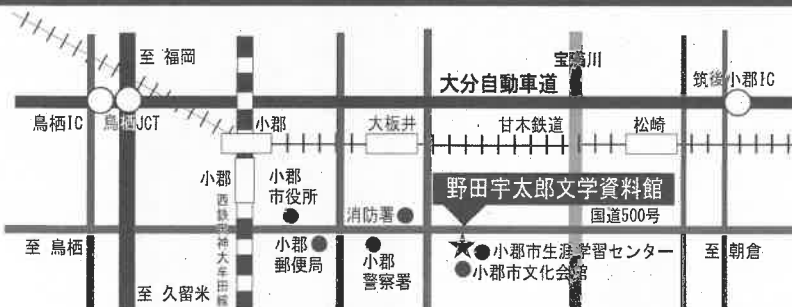 至 福岡
宝満川
大分自動車道
筑後小郡IC
鳥栖IC
鳥栖JCT
小郡
大板井
甘木鉄道
松崎
小郡
小郡
市役所
野田宇太郎文学資料館
西鉄天神大牟田線
消防署
国道500号
至 鳥栖
小郡
郵便局
小郡
警察署
小郡市生涯学習センター
小郡市文化会館
至 朝倉
至 久留米